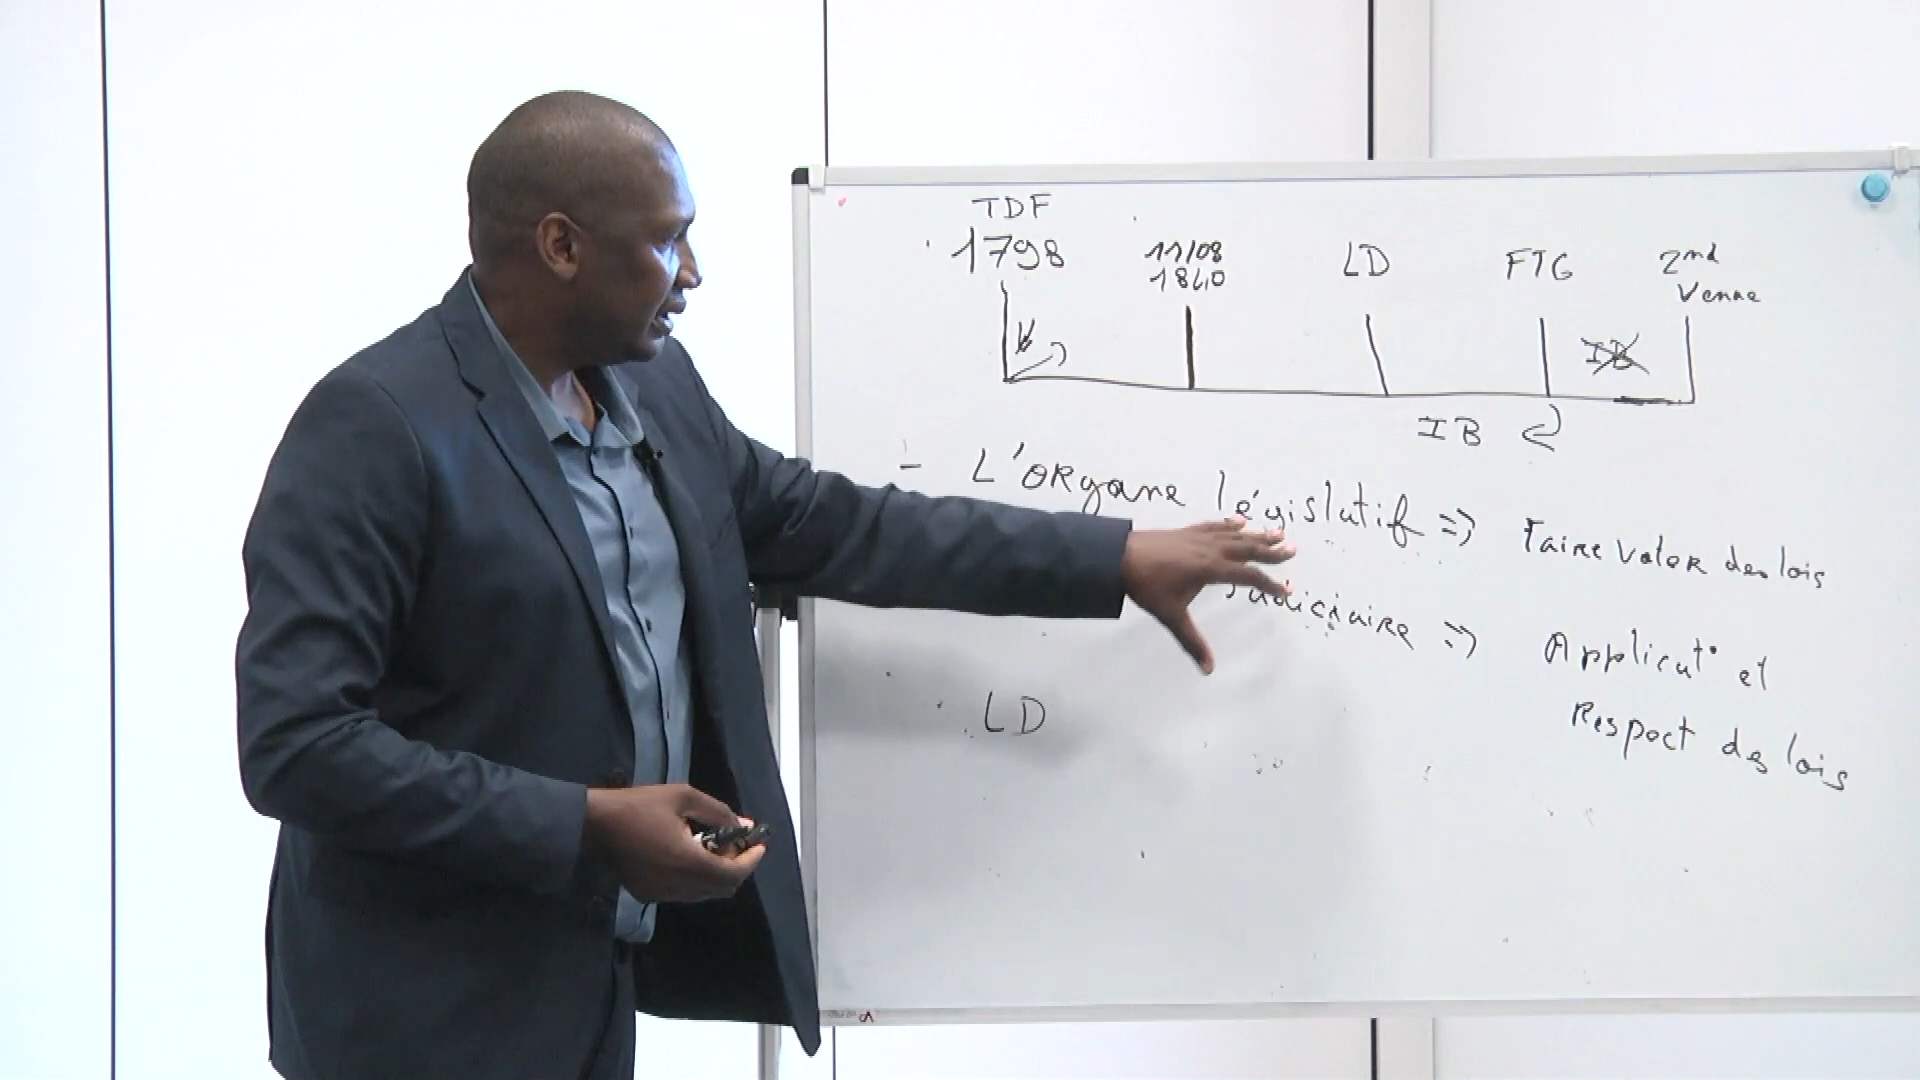 TDF
1798 11/08 1840 LD FTG 2nd Venue
IB
IB
- L'ORgane législatif => Faire Valor des lois
Judiciaire => Applicat° et
Respect des lois
LD